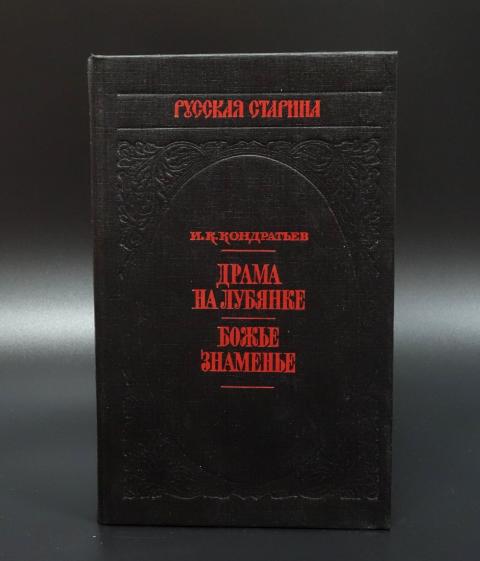 РУССКАЯ СТАРИНА
И.К.КОНДРАТЬЕВ
ДРАМА
НА ЛУБЯНКЕ
БОЖЬЕ
ЗНАМЕНЬЕ